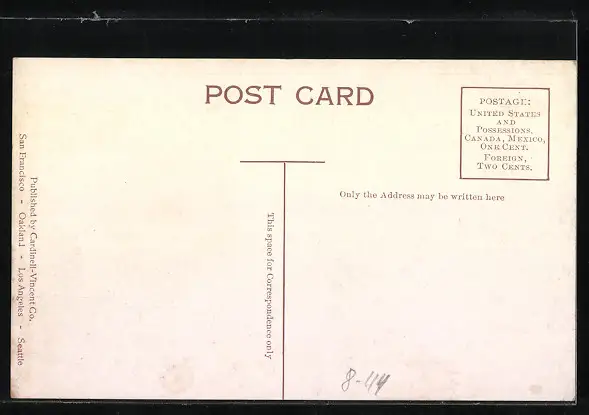 POST CARD
POSTAGE:
UNITED STATES
AND
POSSESSIONS.
CANADA, MEXICO,
ONE CENT.
FOREIGN,
TWO CENTS.
Only the Address may be written here
This space for Correspondence only
Published by Cardinell-Vincent Co.
San Francisco - Oakland - Los Angeles - Seattle
8-44